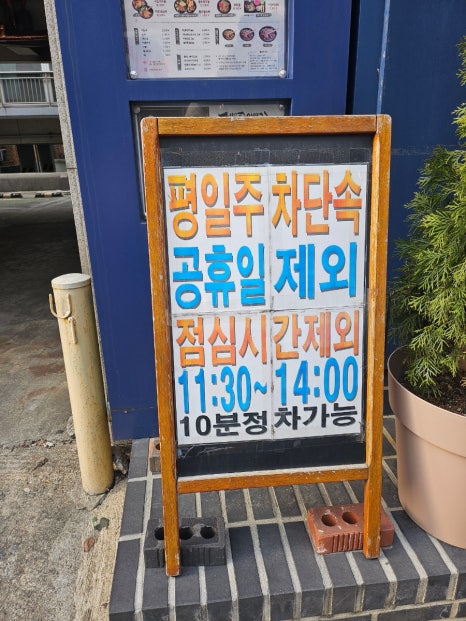 평일주차단속
공휴일 제외
점심시간제외
11:30~14:00
10분정차가능